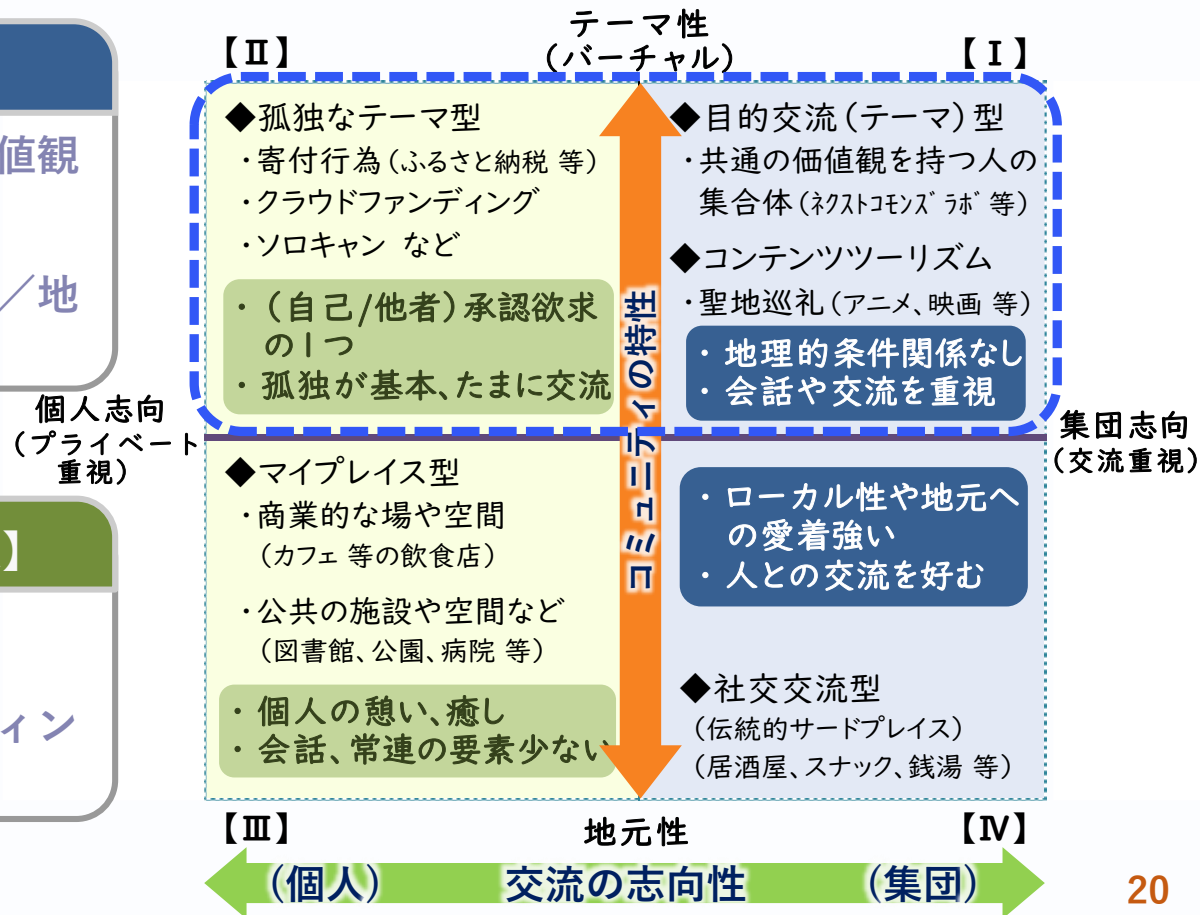 値観
／地
】
ィン
テーマ性
（バーチャル）
【Ⅱ】
【Ⅰ】
◆孤独なテーマ型
・寄付行為（ふるさと納税 等）
・クラウドファンディング
・ソロキャン など
・（自己/他者）承認欲求
の1つ
・孤独が基本、たまに交流
◆目的交流（テーマ）型
・共通の価値観を持つ人の
集合体（ﾈｸｽﾄｺﾓﾝｽﾞﾗﾎﾞ 等）
◆コンテンツツーリズム
・聖地巡礼（アニメ、映画 等）
・地理的条件関係なし
・会話や交流を重視
コミュニティの特性
個人志向
（プライベート
重視）
集団志向
（交流重視）
◆マイプレイス型
・商業的な場や空間
（カフェ 等の飲食店）
・公共の施設や空間など
（図書館、公園、病院 等）
・個人の憩い、癒し
・会話、常連の要素少ない
・ローカル性や地元へ
の愛着強い
・人との交流を好む
◆社交交流型
（伝統的サードプレイス）
（居酒屋、スナック、銭湯 等）
【Ⅲ】
地元性
【Ⅳ】
（個人）
交流の志向性
（集団）
20